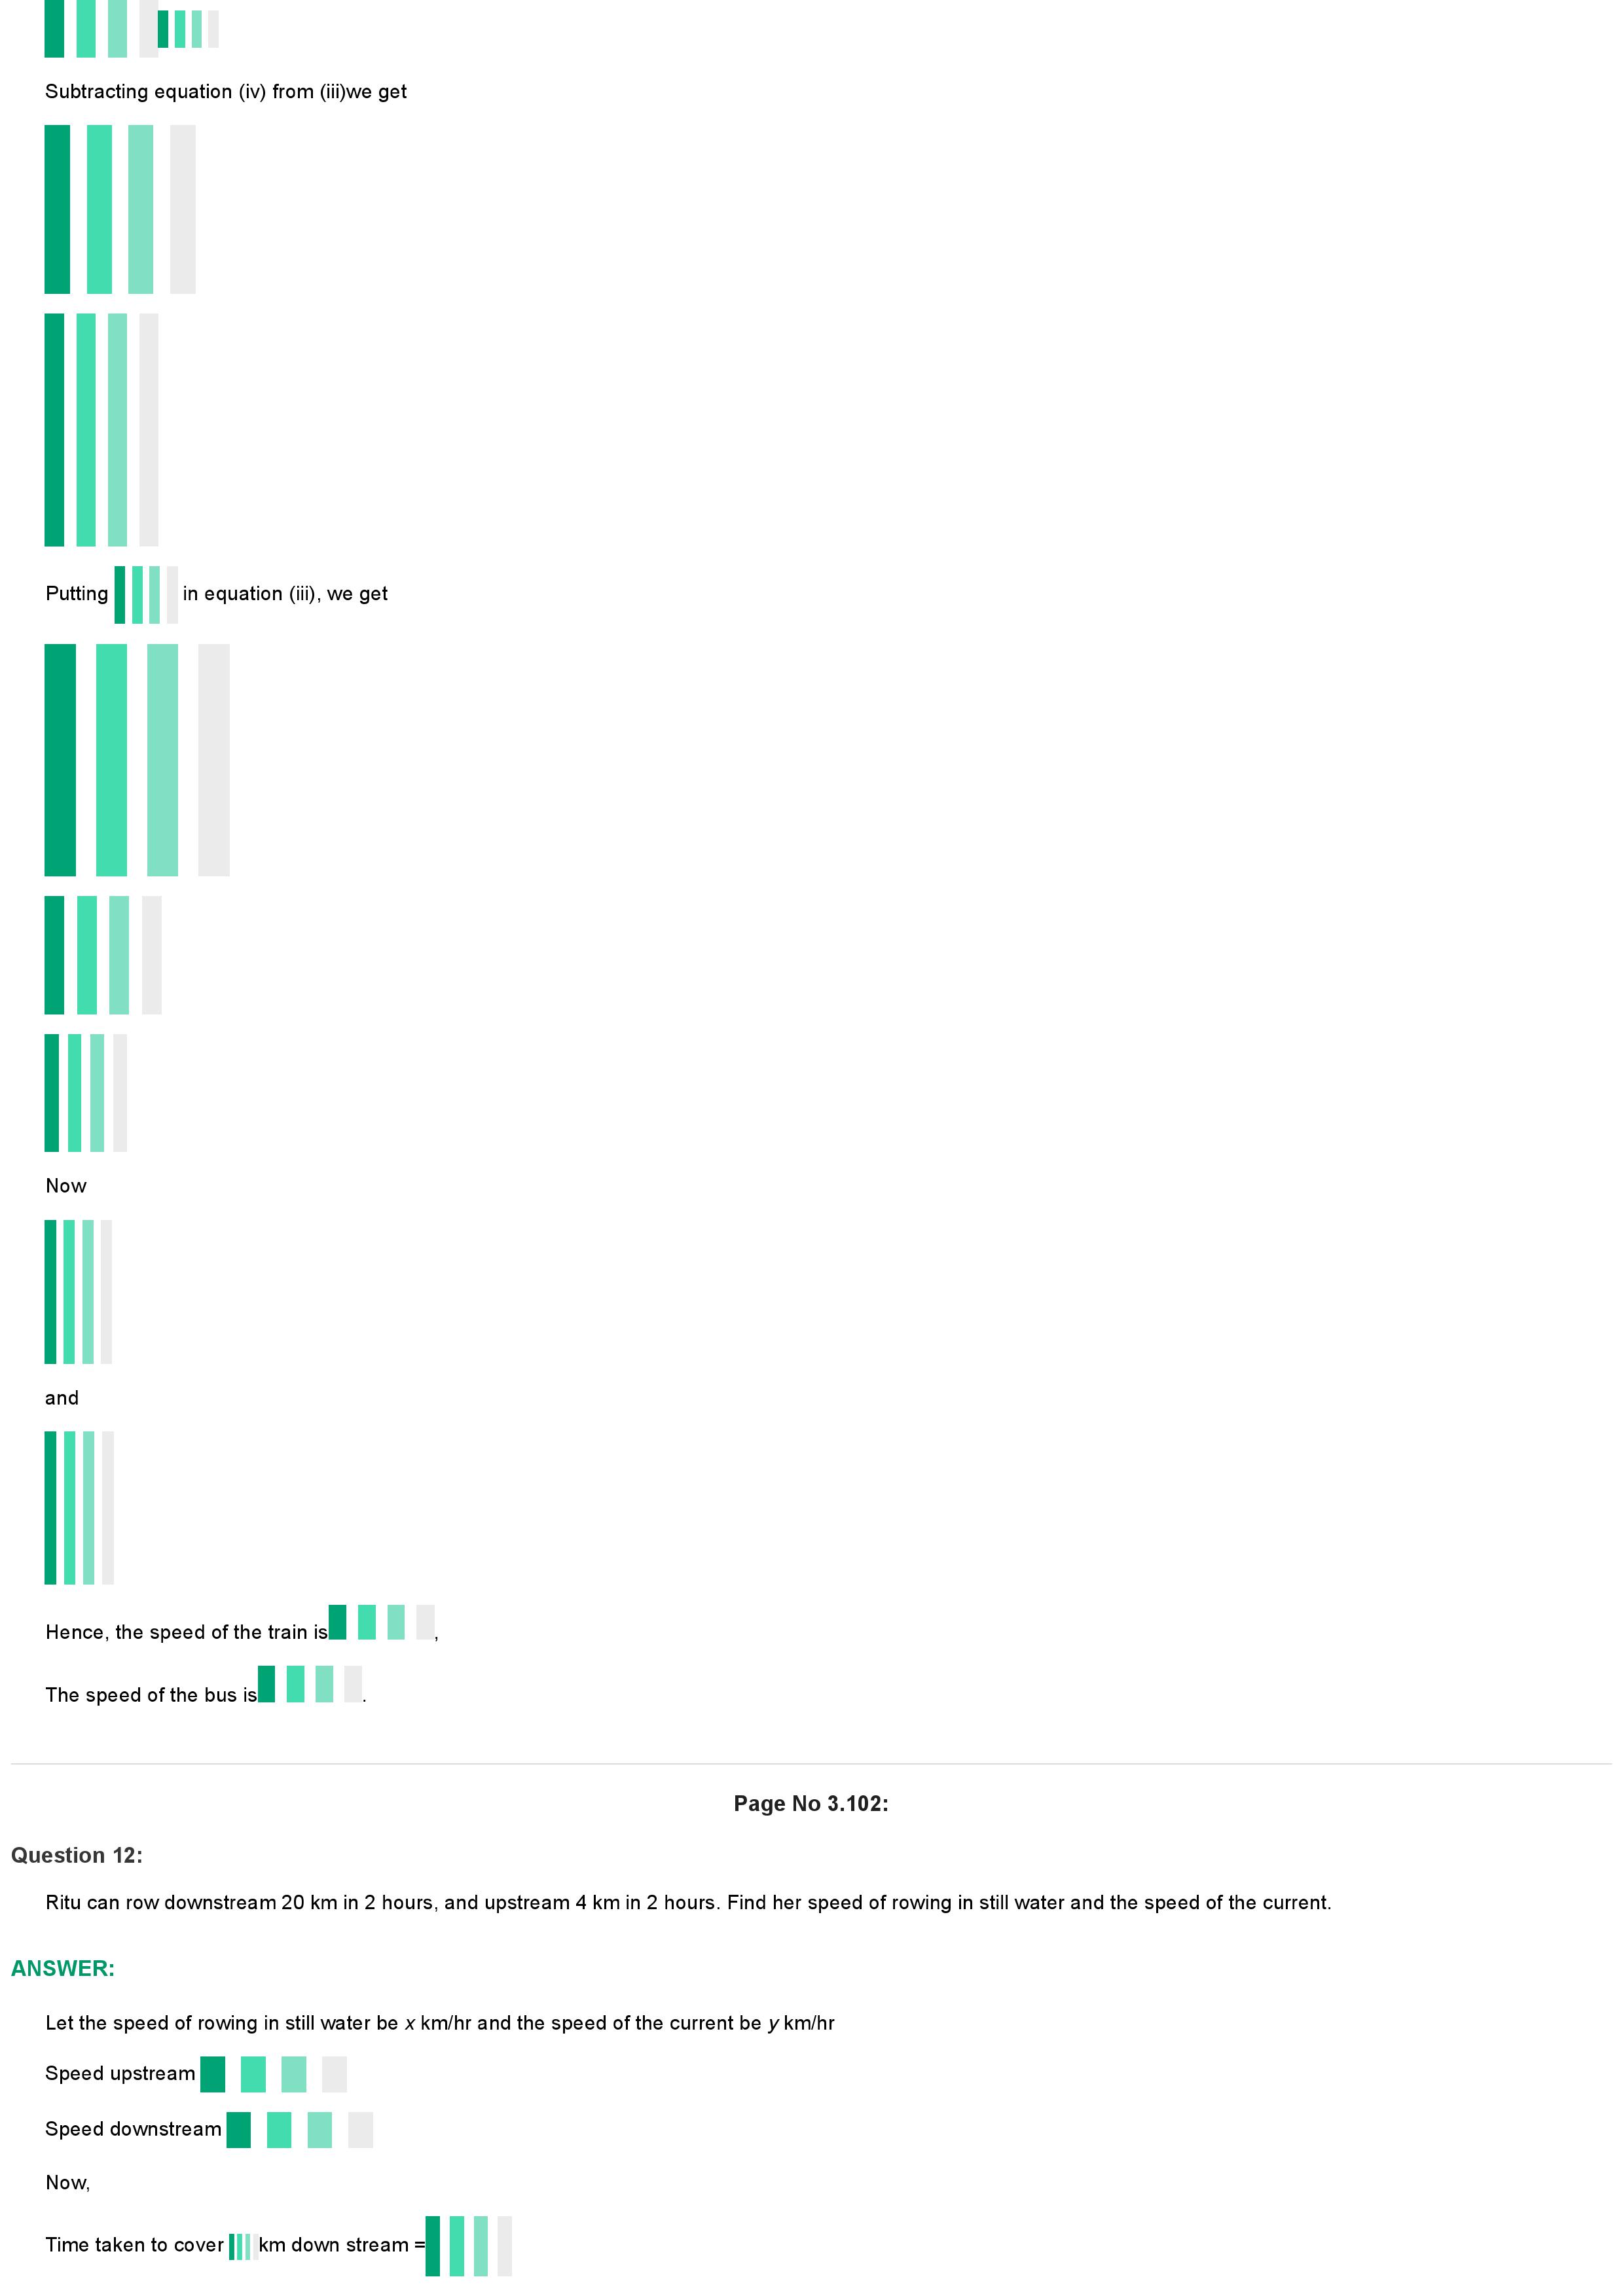 Subtracting equation (iv) from (iii)we get
Putting in equation (iii), we get
Now
and
Hence, the speed of the train is ,
The speed of the bus is .
Page No 3.102:
Question 12:
Ritu can row downstream 20 km in 2 hours, and upstream 4 km in 2 hours. Find her speed of rowing in still water and the speed of the current.
ANSWER:
Let the speed of rowing in still water be x km/hr and the speed of the current be y km/hr
Speed upstream
Speed downstream
Now,
Time taken to cover km down stream =